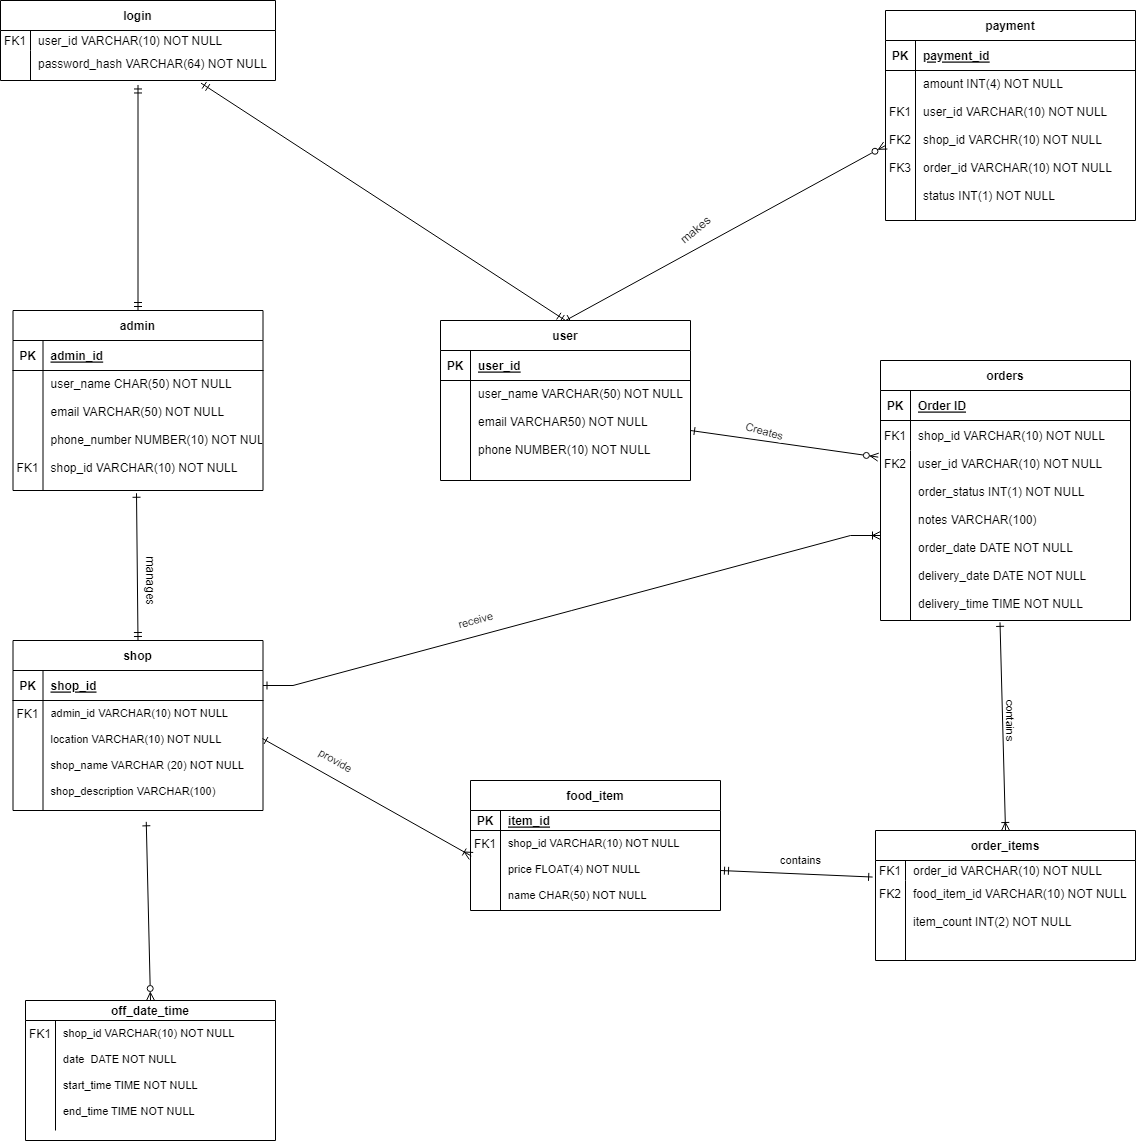 login
FK1 user_id VARCHAR(10) NOT NULL
password_hash VARCHAR(64) NOT NULL
payment
PK payment_id
amount INT(4) NOT NULL
FK1 user_id VARCHAR(10) NOT NULL
FK2 shop_id VARCHR(10) NOT NULL
FK3 order_id VARCHAR(10) NOT NULL
status INT(1) NOT NULL
makes
admin
PK admin_id
user_name CHAR(50) NOT NULL
email VARCHAR(50) NOT NULL
phone_number NUMBER(10) NOT NUL
FK1 shop_id VARCHAR(10) NOT NULL
user
PK user_id
user_name VARCHAR(50) NOT NULL
email VARCHAR50) NOT NULL
phone NUMBER(10) NOT NULL
Creates
orders
PK Order ID
FK1 shop_id VARCHAR(10) NOT NULL
FK2 user_id VARCHAR(10) NOT NULL
order_status INT(1) NOT NULL
notes VARCHAR(100)
order_date DATE NOT NULL
delivery_date DATE NOT NULL
delivery_time TIME NOT NULL
manages
receive
shop
PK shop_id
FK1 admin_id VARCHAR(10) NOT NULL
location VARCHAR(10) NOT NULL
shop_name VARCHAR (20) NOT NULL
shop_description VARCHAR(100)
provide
contains
food_item
PK item_id
FK1 shop_id VARCHAR(10) NOT NULL
price FLOAT(4) NOT NULL
name CHAR(50) NOT NULL
contains
order_items
FK1 order_id VARCHAR(10) NOT NULL
FK2 food_item_id VARCHAR(10) NOT NULL
item_count INT(2) NOT NULL
off_date_time
FK1 shop_id VARCHAR(10) NOT NULL
date DATE NOT NULL
start_time TIME NOT NULL
end_time TIME NOT NULL